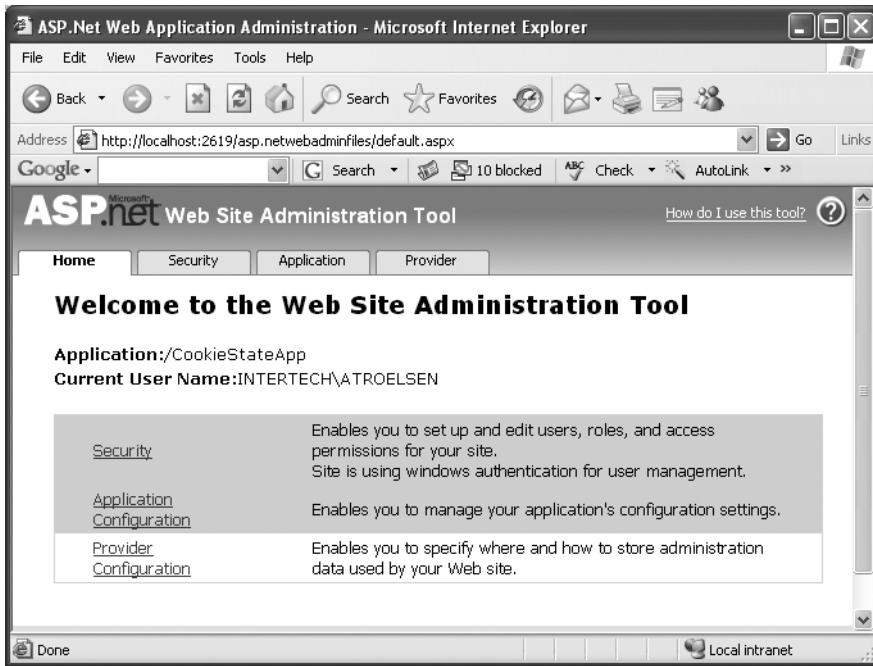 ASP.Net Web Application Administration - Microsoft Internet Explorer
File Edit View Favorites Tools Help
Back Search Favorites
Address http://localhost:2619/asp.netwebadminfiles/default.aspx Go Links
Google G Search 10 blocked ABC Check AutoLink »
Microsoft ASP.net Web Site Administration Tool How do I use this tool? ?
Home Security Application Provider
Welcome to the Web Site Administration Tool
Application:/CookieStateApp
Current User Name:INTERTECH\ATROELSEN
Security
Enables you to set up and edit users, roles, and access
permissions for your site.
Site is using windows authentication for user management.
Application
Configuration
Enables you to manage your application's configuration settings.
Provider
Configuration
Enables you to specify where and how to store administration
data used by your Web site.
Done Local intranet